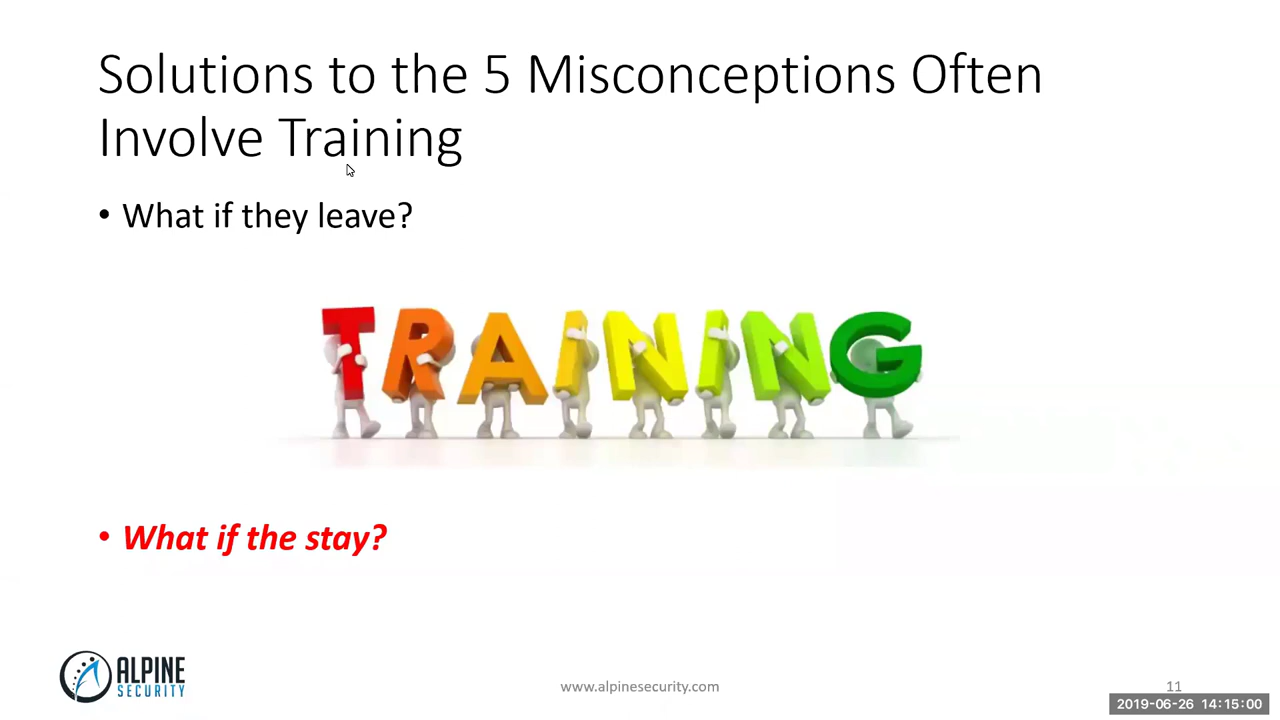 Solutions to the 5 Misconceptions Often
Involve Training
• What if they leave?
TRAINING
• What if the stay?
ALPINE
SECURITY
www.alpinesecurity.com
11
2019-06-26 14:15:00